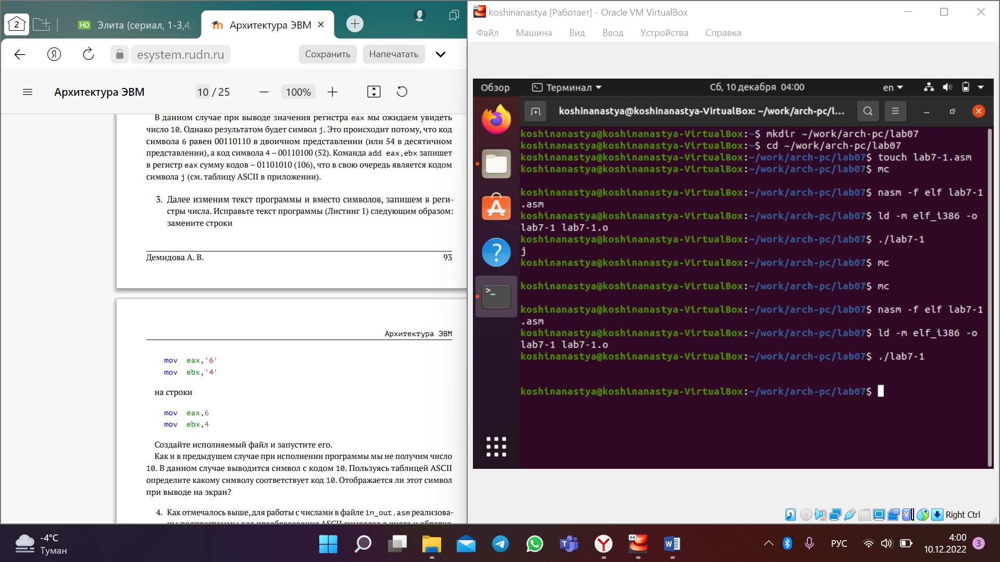 2
HD Элита (сериал, 1-3,4,
Архитектура ЭВМ
Я
esystem.rudn.ru
Сохранить
Напечатать
Архитектура ЭВМ
10 / 25
100%
В данном случае при выводе значения регистра eax мы ожидаем увидеть
число 10. Однако результатом будет символ j. Это происходит потому, что код
символа 6 равен 00110110 в двоичном представлении (или 54 в десятичном
представлении), а код символа 4 – 00110100 (52). Команда add eax,ebx запишет
в регистр eax сумму кодов – 01101010 (106), что в свою очередь является кодом
символа j (см. таблицу ASCII в приложении).
3. Далее изменим текст программы и вместо символов, запишем в реги-
стры числа. Исправьте текст программы (Листинг 1) следующим образом:
замените строки
Демидова А. В.
93
Архитектура ЭВМ
mov eax,'6'
mov ebx,'4'
на строки
mov eax,6
mov ebx,4
Создайте исполняемый файл и запустите его.
Как и в предыдущем случае при исполнении программы мы не получим число
10. В данном случае выводится символ с кодом 10. Пользуясь таблицей ASCII
определите какому символу соответствует код 10. Отображается ли этот символ
при выводе на экран?
4. Как отмечалось выше, для работы с числами в файле in_out.asm реализова-
ны подпрограммы для преобразования ASCII символов в числа и обратно.
koshinanastya [Работает] - Oracle VM VirtualBox
Файл Машина Вид Ввод Устройства Справка
Обзор
Терминал
Сб, 10 декабря 04:00
en
koshinanastya@koshinanastya-VirtualBox: ~/work/arch-pc/l...
koshinanastya@koshinanastya-VirtualBox:~$ mkdir ~/work/arch-pc/lab07
koshinanastya@koshinanastya-VirtualBox:~$ cd ~/work/arch-pc/lab07
koshinanastya@koshinanastya-VirtualBox:~/work/arch-pc/lab07$ touch lab7-1.asm
koshinanastya@koshinanastya-VirtualBox:~/work/arch-pc/lab07$ mc
koshinanastya@koshinanastya-VirtualBox:~/work/arch-pc/lab07$ nasm -f elf lab7-1
.asm
koshinanastya@koshinanastya-VirtualBox:~/work/arch-pc/lab07$ ld -m elf_i386 -o
lab7-1 lab7-1.o
koshinanastya@koshinanastya-VirtualBox:~/work/arch-pc/lab07$ ./lab7-1
j
koshinanastya@koshinanastya-VirtualBox:~/work/arch-pc/lab07$ mc
koshinanastya@koshinanastya-VirtualBox:~/work/arch-pc/lab07$ mc
koshinanastya@koshinanastya-VirtualBox:~/work/arch-pc/lab07$ nasm -f elf lab7-1
.asm
koshinanastya@koshinanastya-VirtualBox:~/work/arch-pc/lab07$ ld -m elf_i386 -o
lab7-1 lab7-1.o
koshinanastya@koshinanastya-VirtualBox:~/work/arch-pc/lab07$ ./lab7-1
koshinanastya@koshinanastya-VirtualBox:~/work/arch-pc/lab07$
Right Ctrl
-4°C
Туман
РУС
4:00
10.12.2022
3